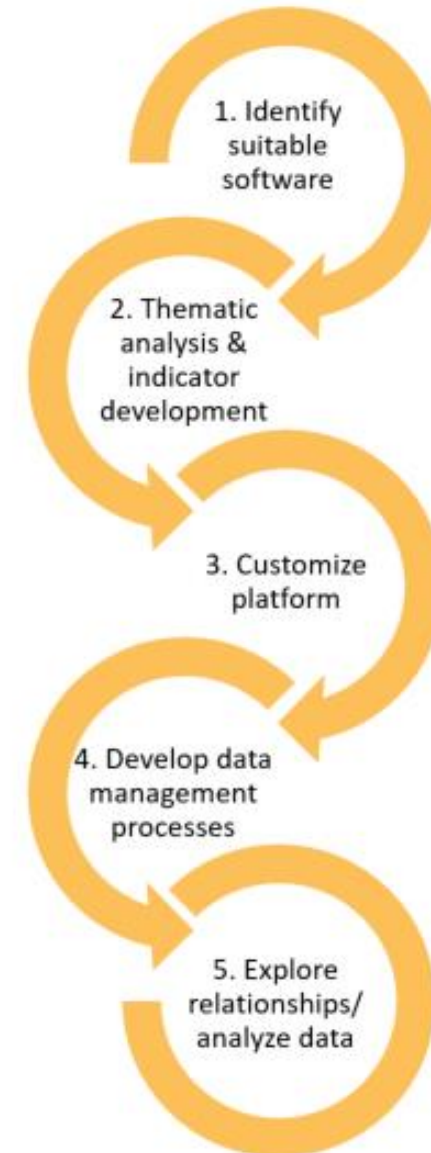 1. Identify
suitable
software
2. Thematic
analysis &
indicator
development
3. Customize
platform
4. Develop data
management
processes
5. Explore
relationships/
analyze data